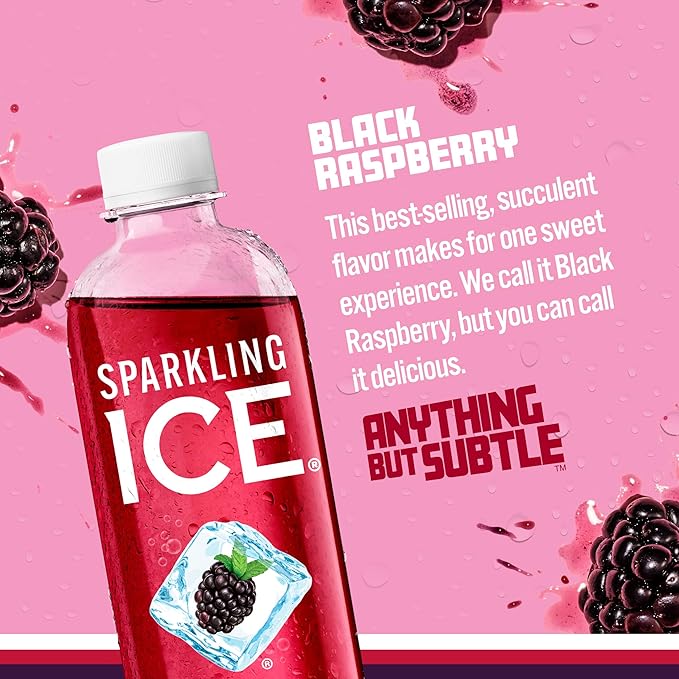 BLACK
RASPBERRY
This best-selling, succulent
flavor makes for one sweet
experience. We call it Black
Raspberry, but you can call
it delicious.
ANYTHING
BUT SUBTLE™
SPARKLING
ICE®
®